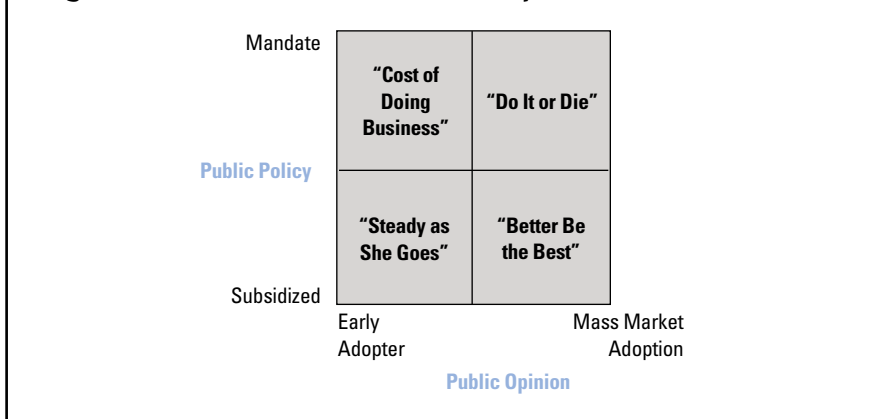 Mandate
“Cost of
Doing
Business”
“Do It or Die”
Public Policy
“Steady as
She Goes”
“Better Be
the Best”
Subsidized
Early
Adopter
Mass Market
Adoption
Public Opinion